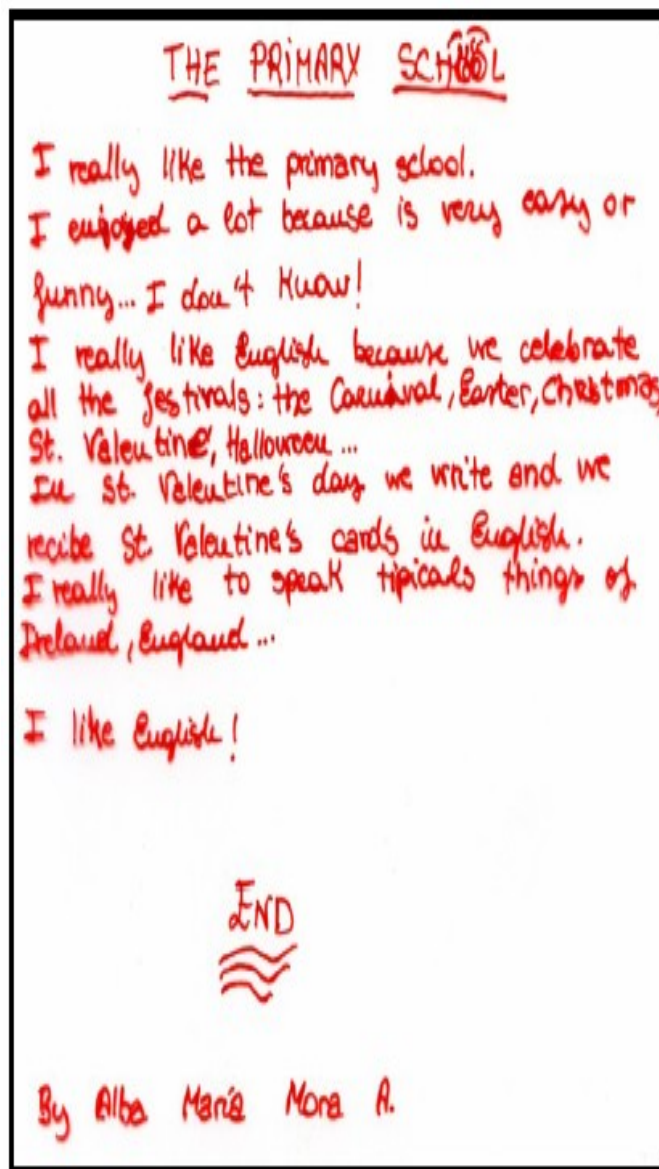 THE PRIMARY SCHOOL
I really like the primary school.
I enjoyed a lot because is very easy or
funny... I don't know!
I really like English because we celebrate
all the festivals: the Carnaval, Easter, Christmas,
St. Valentine, Halloween...
In St. Valentine's day we write and we
recibe St. Valentine's cards in English.
I really like to speak tipicals things of
Ireland, England...
I like English!
END
By Alba María Mora A.